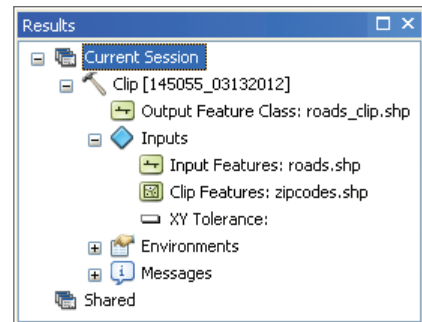 Results
Current Session
Clip [145055_03132012]
Output Feature Class: roads_clip.shp
Inputs
Input Features: roads.shp
Clip Features: zipcodes.shp
XY Tolerance:
Environments
Messages
Shared